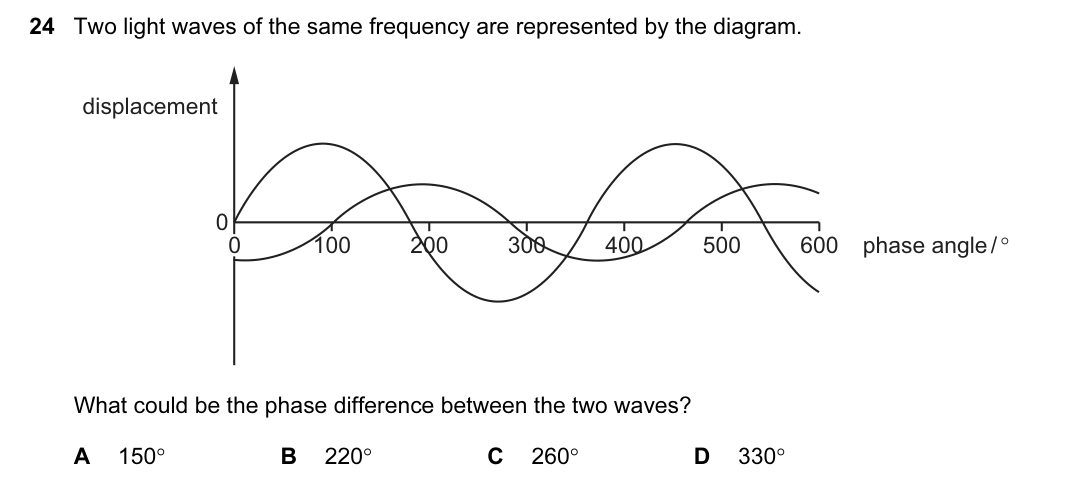 24 Two light waves of the same frequency are represented by the diagram.
displacement
0
0 100 200 300 400 500 600 phase angle/°
What could be the phase difference between the two waves?
A 150° B 220° C 260° D 330°